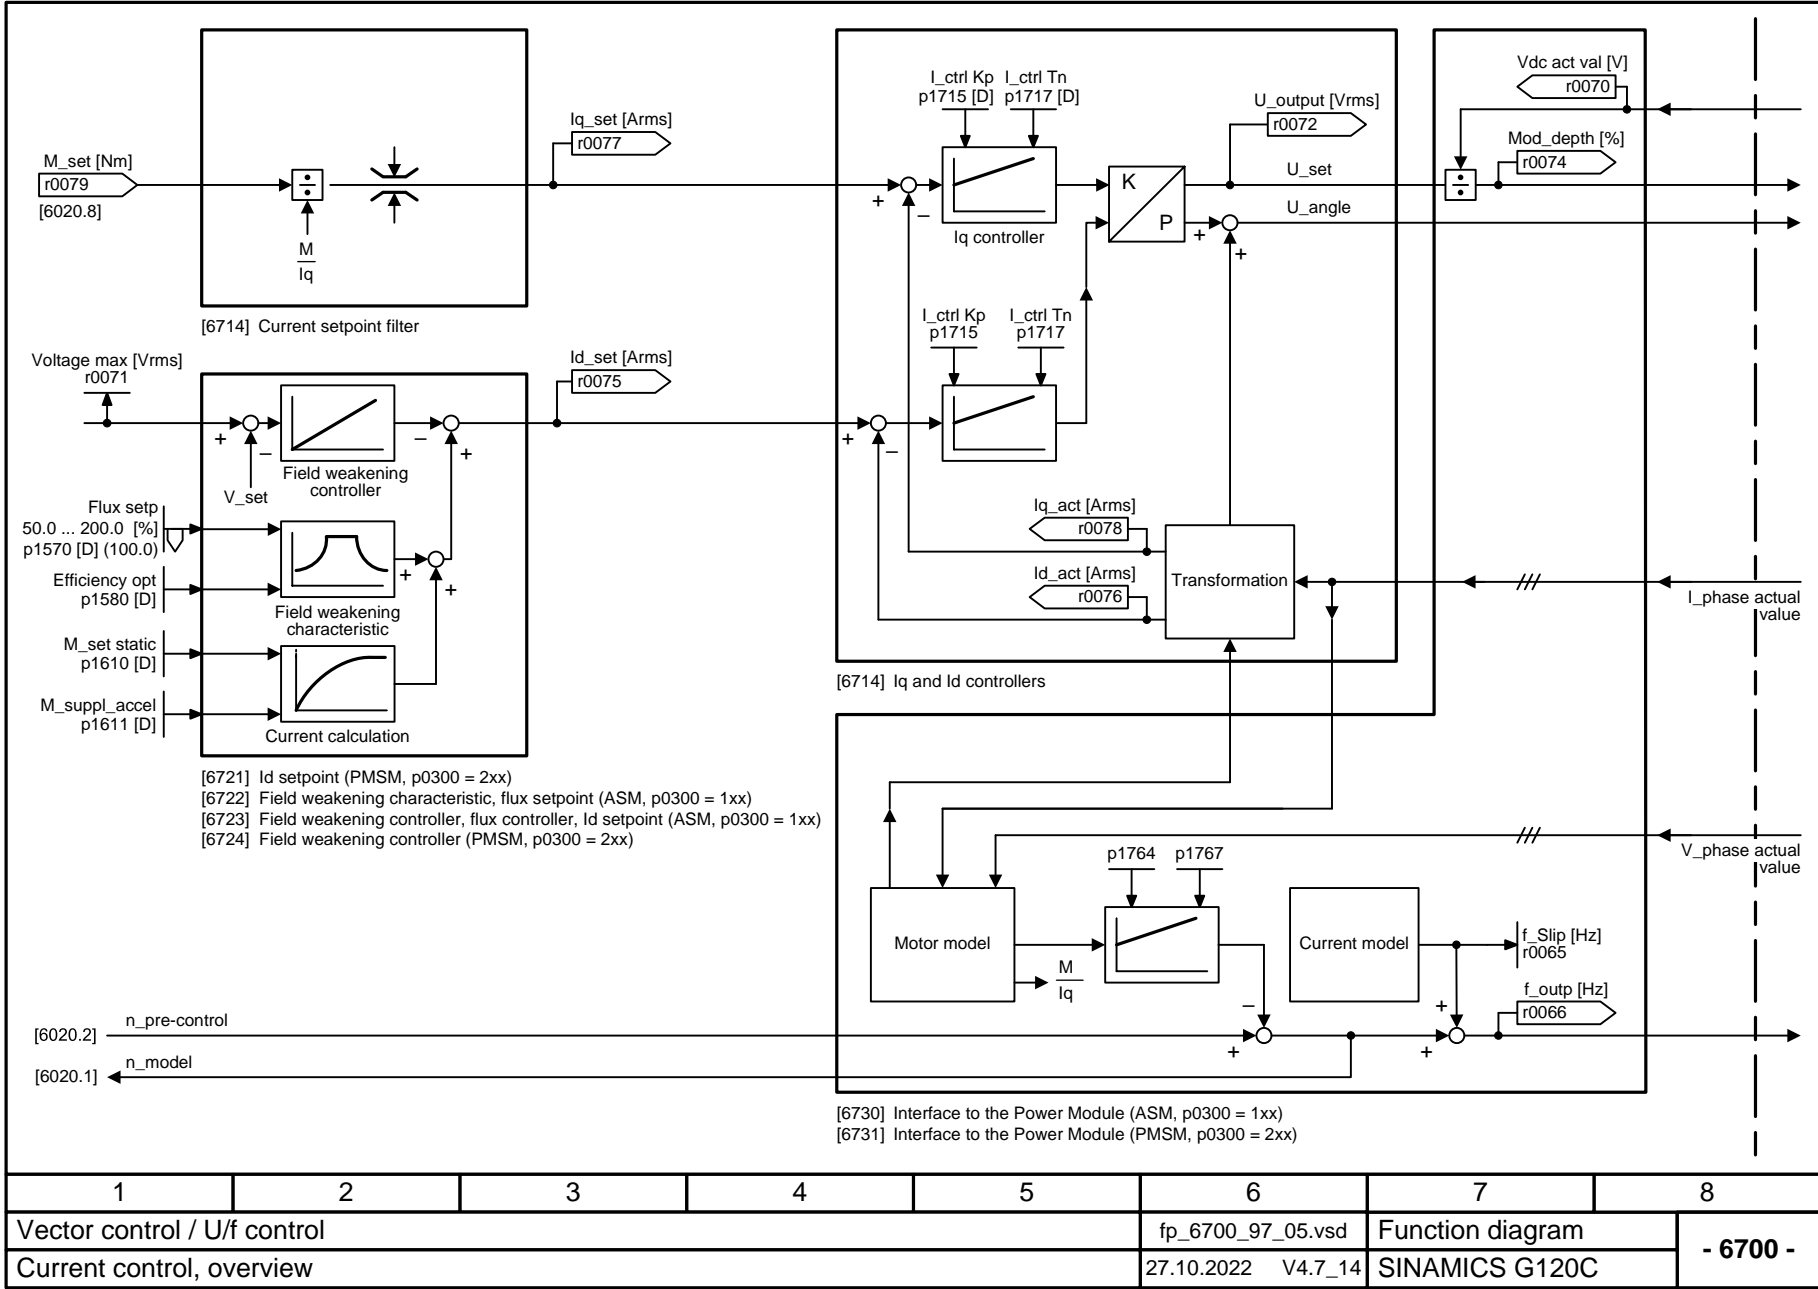 M_set [Nm]
r0079
[6020.8]
M
Iq
[6714] Current setpoint filter
Iq_set [Arms]
r0077
Voltage max [Vrms]
r0071
+
–
V_set
Field weakening
controller
–
+
Id_set [Arms]
r0075
Flux setp
50.0 ... 200.0 [%]
p1570 [D] (100.0)
Efficiency opt
p1580 [D]
Field weakening
characteristic
+
+
M_set static
p1610 [D]
M_suppl_accel
p1611 [D]
Current calculation
[6721] Id setpoint (PMSM, p0300 = 2xx)
[6722] Field weakening characteristic, flux setpoint (ASM, p0300 = 1xx)
[6723] Field weakening controller, flux controller, Id setpoint (ASM, p0300 = 1xx)
[6724] Field weakening controller (PMSM, p0300 = 2xx)
I_ctrl Kp
p1715 [D]
I_ctrl Tn
p1717 [D]
+
–
Iq controller
K
P
U_output [Vrms]
r0072
U_set
U_angle
+
+
I_ctrl Kp
p1715
I_ctrl Tn
p1717
+
–
Iq_act [Arms]
r0078
Id_act [Arms]
r0076
Transformation
[6714] Iq and Id controllers
Vdc act val [V]
r0070
Mod_depth [%]
r0074
I_phase actual
value
V_phase actual
value
p1764
p1767
Motor model
M
Iq
Current model
f_Slip [Hz]
r0065
f_outp [Hz]
r0066
–
+
+
+
[6020.2]
n_pre-control
[6020.1]
n_model
[6730] Interface to the Power Module (ASM, p0300 = 1xx)
[6731] Interface to the Power Module (PMSM, p0300 = 2xx)
1 2 3 4 5 6 7 8
Vector control / U/f control
fp_6700_97_05.vsd
Function diagram
- 6700 -
Current control, overview
27.10.2022 V4.7_14
SINAMICS G120C